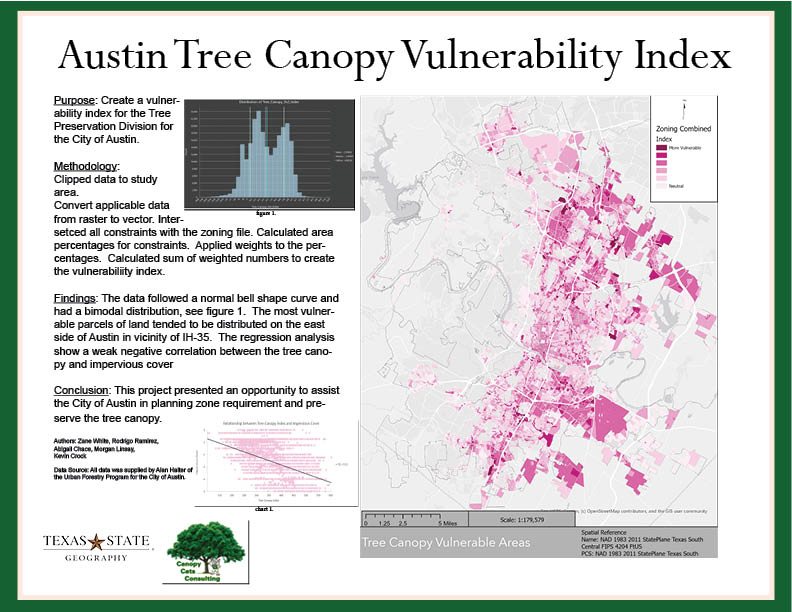 Austin Tree Canopy Vulnerability Index
Purpose: Create a vulner-
ability index for the Tree
Preservation Division for
the City of Austin.
Methodology:
Clipped data to study
area.
Convert applicable data
from raster to vector. Inter-
setced all constraints with the zoning file. Calculated area
percentages for constraints. Applied weights to the per-
centages. Calculated sum of weighted numbers to create
the vulnerabiliity index.
Findings: The data followed a normal bell shape curve and
had a bimodal distribution, see figure 1. The most vulner-
able parcels of land tended to be distributed on the east
side of Austin in vicinity of IH-35. The regression analysis
show a weak negative correlation between the tree cano-
py and impervious cover
Conclusion: This project presented an opportunity to assist
the City of Austin in planning zone requirement and pre-
serve the tree canopy.
Authors: Zane White, Rodrigo Ramirez,
Abigail Chace, Morgan Linsay,
Kevin Crock
Data Source: All data was supplied by Alan Halter of
the Urban Forestry Program for the City of Austin.
figure 1.
Relationship between Tree Canopy Index and Impervious Cover
chart 1.
TEXAS STATE
GEOGRAPHY
Canopy
Cats
Consulting
Zoning Combined
Index
More Vulnerable
Neutral
(c) OpenStreetMap contributors, and the GIS user community
0 1.25 2.5 5 Miles
Scale: 1:179,579
Tree Canopy Vulnerable Areas
Spatial Reference
Name: NAD 1983 2011 StatePlane Texas South
Central FIPS 4204 FtUS
PCS: NAD 1983 2011 StatePlane Texas South